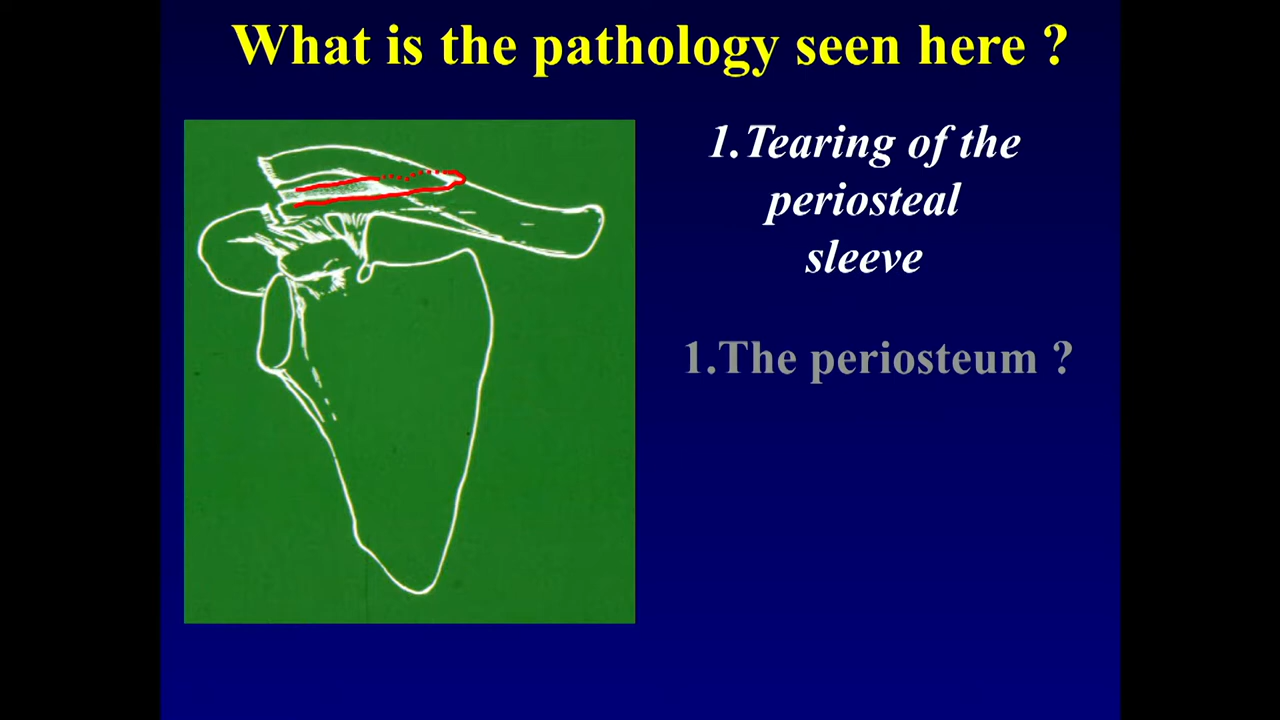 What is the pathology seen here ?
1.Tearing of the
periosteal
sleeve
1.The periosteum ?